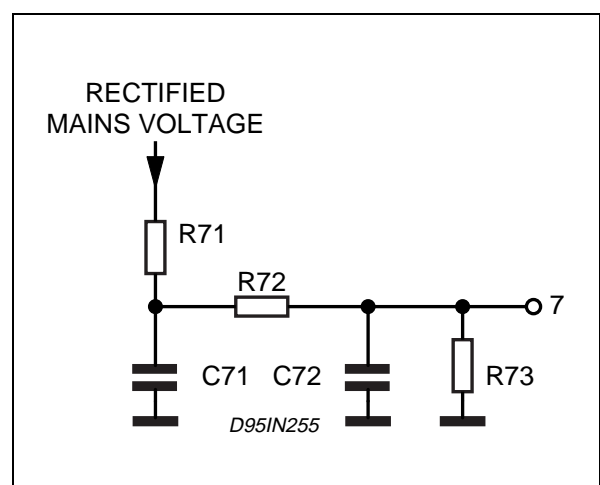 RECTIFIED
MAINS VOLTAGE
R71
R72
7
C71
C72
R73
D95IN255